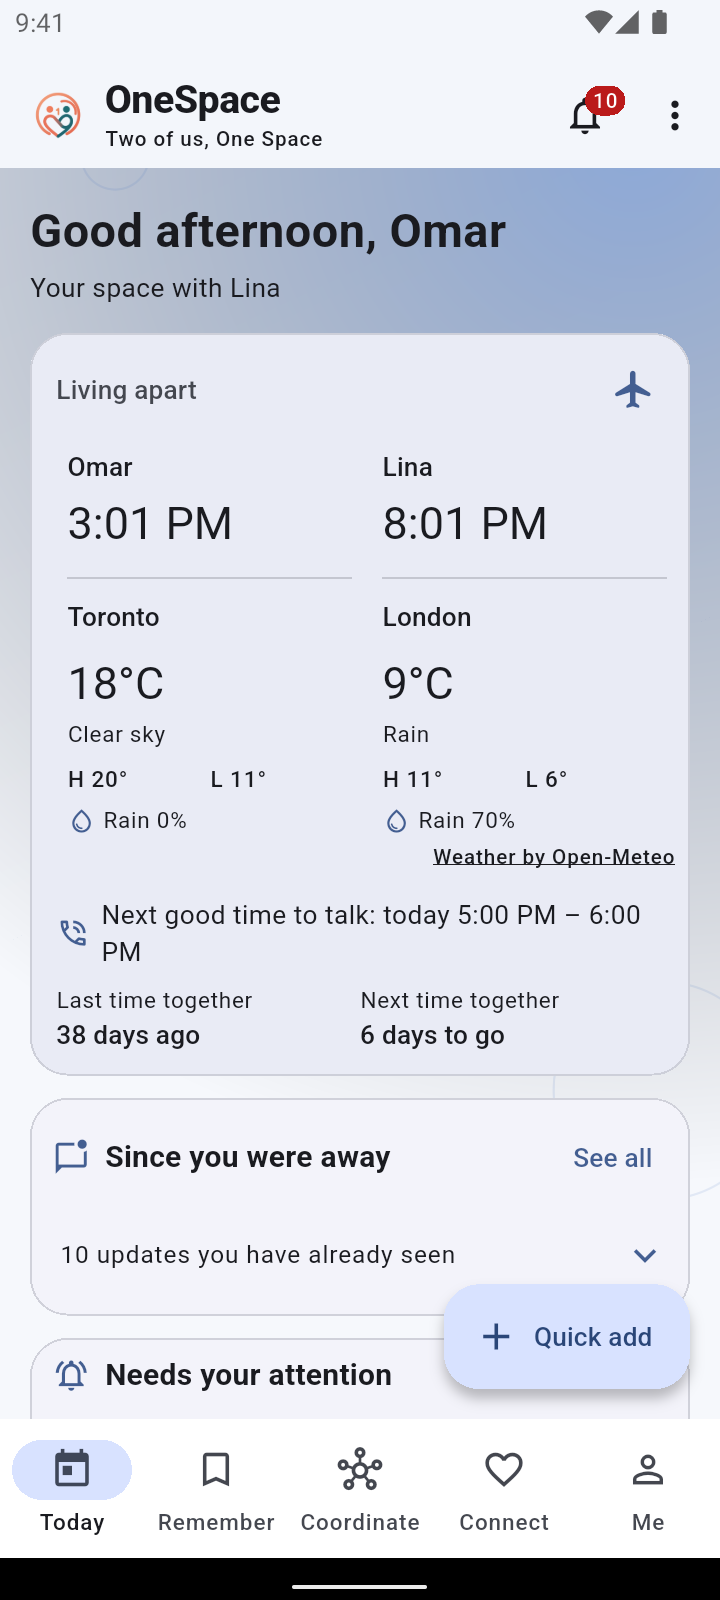 9:41
OneSpace
Two of us, One Space
10
Good afternoon, Omar
Your space with Lina
Living apart
Omar
3:01 PM
Lina
8:01 PM
Toronto
18°C
Clear sky
H 20° L 11°
Rain 0%
London
9°C
Rain
H 11° L 6°
Rain 70%
Weather by Open-Meteo
Next good time to talk: today 5:00 PM – 6:00
PM
Last time together
38 days ago
Next time together
6 days to go
Since you were away
See all
10 updates you have already seen
Quick add
Needs your attention
Today
Remember
Coordinate
Connect
Me